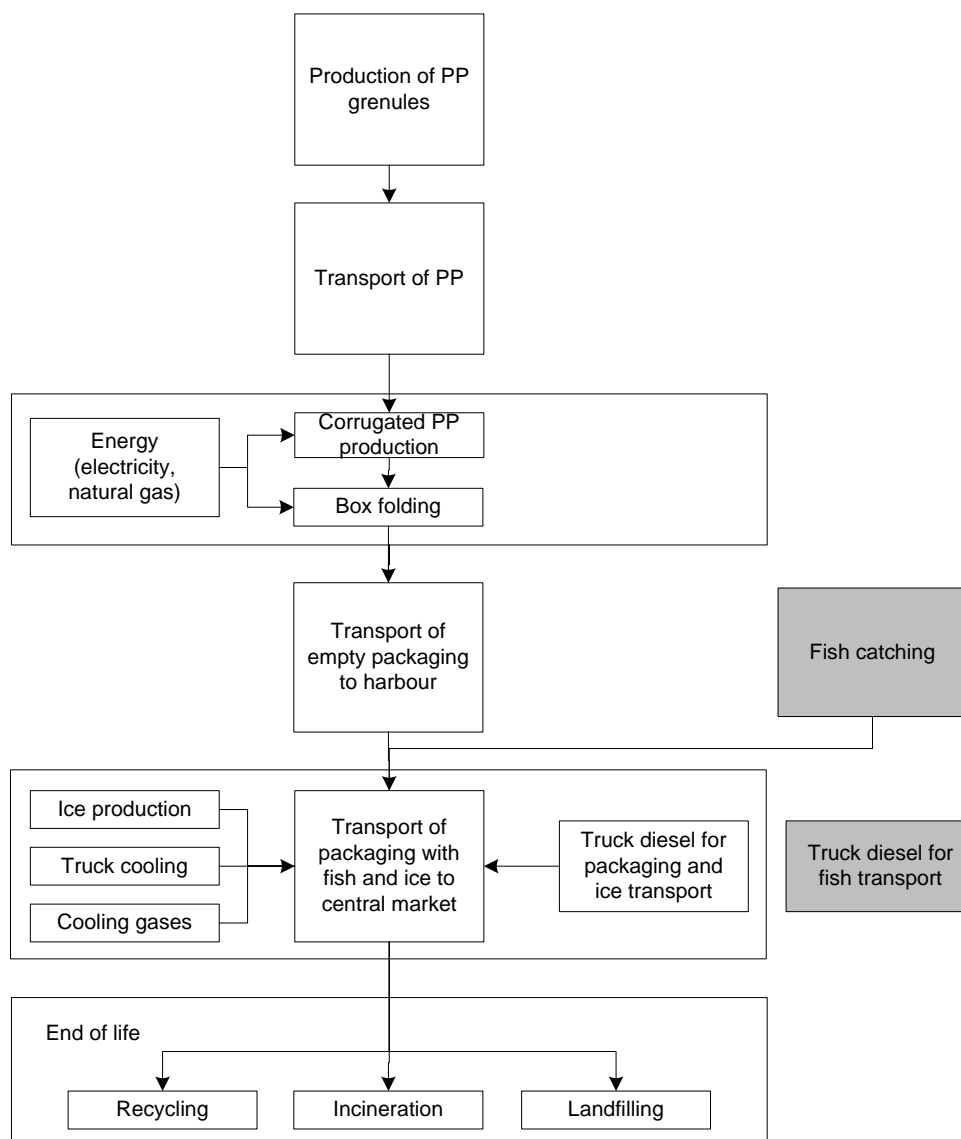 Production of PP
grenules
Transport of PP
Energy
(electricity,
natural gas)
Corrugated PP
production
Box folding
Transport of
empty packaging
to harbour
Fish catching
Ice production
Truck cooling
Cooling gases
Transport of
packaging with
fish and ice to
central market
Truck diesel for
packaging and
ice transport
Truck diesel for
fish transport
End of life
Recycling
Incineration
Landfilling